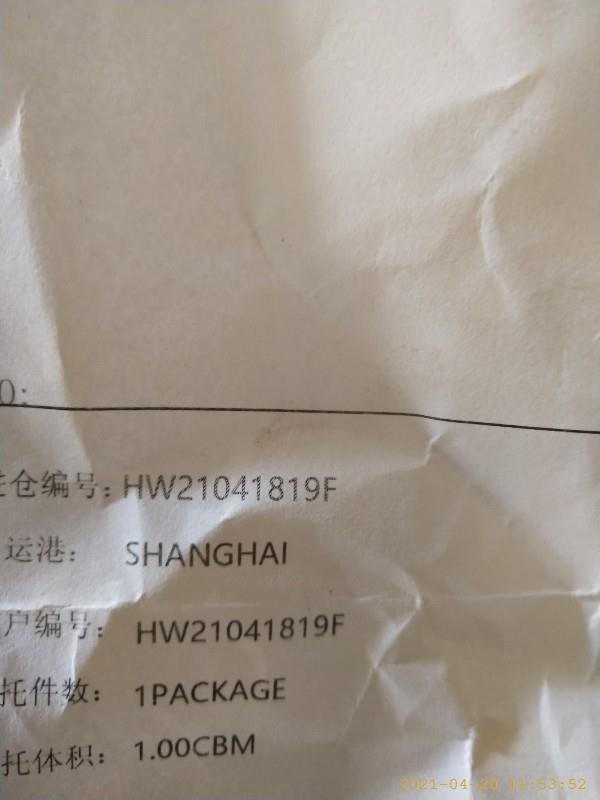 O:
进仓编号:HW21041819F
运港: SHANGHAI
户编号: HW21041819F
托件数: 1PACKAGE
托体积: 1.00CBM
2021-04-20 11:53:52